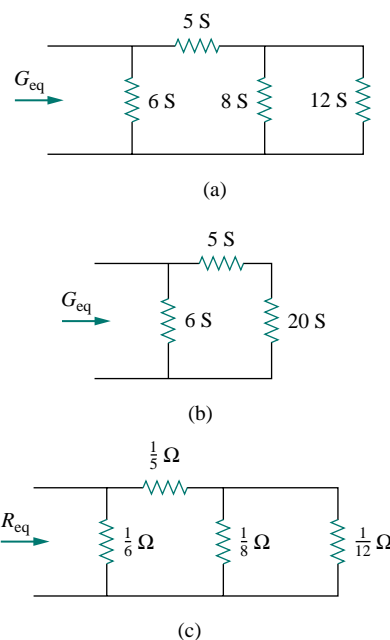 5 S
G_eq 6 S 8 S 12 S
(a)
5 S
G_eq 6 S 20 S
(b)
1/5 Ω
R_eq 1/6 Ω 1/8 Ω 1/12 Ω
(c)